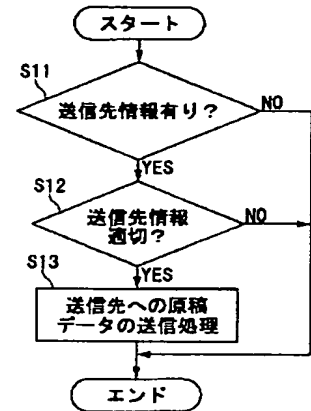 スタート
S11
送信先情報有り?
NO
YES
S12
送信先情報
適切?
NO
YES
S13
送信先への原稿
データの送信処理
エンド